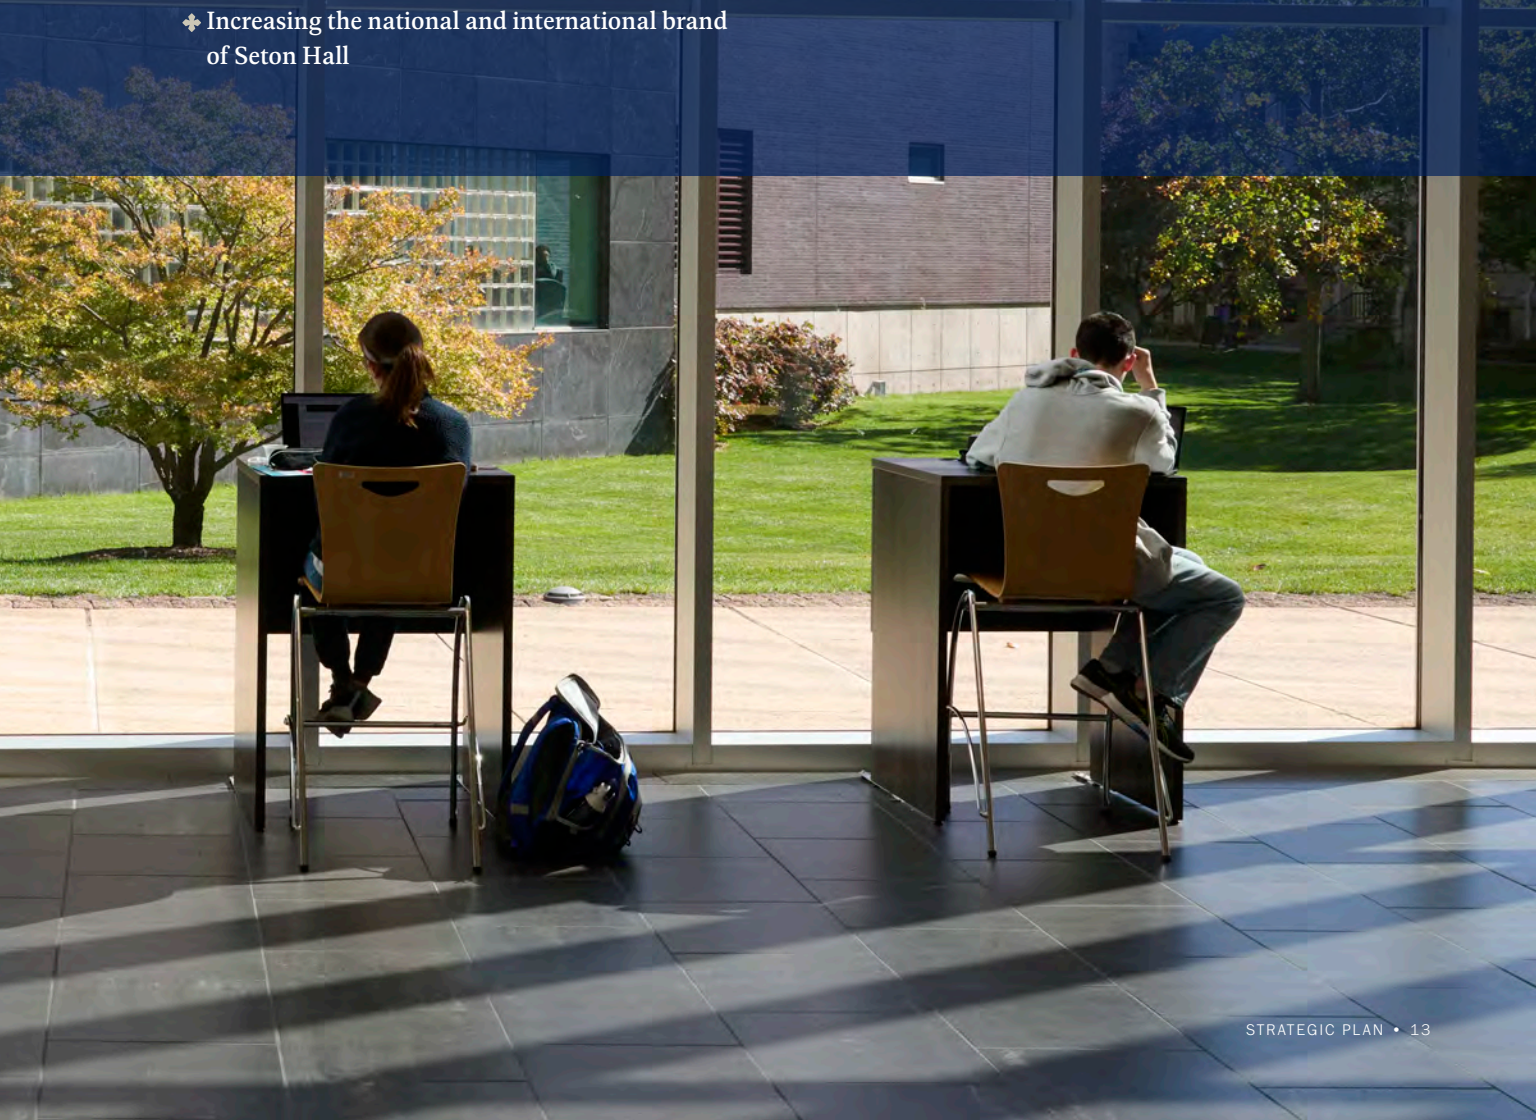 Increasing the national and international brand
of Seton Hall
STRATEGIC PLAN • 13